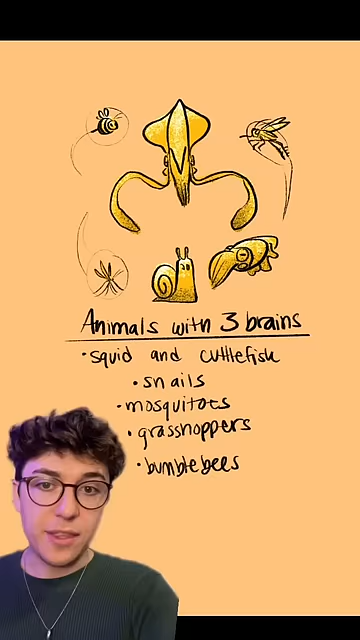 Animals with 3 brains
• squid and cuttlefish
• snails
• mosquitoes
• grasshoppers
• bumblebees